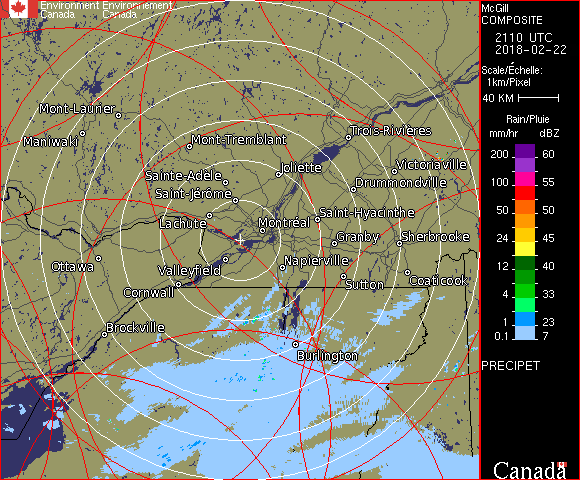 Environment Environnement
Canada Canada
McGill
COMPOSITE
2110 UTC
2018-02-22
Scale/Échelle:
1km/Pixel
40 KM
Rain/Pluie
mm/hr dBZ
200 60
100 55
50 50
24 45
12 40
4 33
1 23
0.1 7
PRECIPET
Canada
Mont-Laurier
Maniwaki
Mont-Tremblant
Trois-Rivières
Joliette
Victoriaville
Sainte-Adèle
Drummondville
Saint-Jérôme
Saint-Hyacinthe
Lachute
Montréal
Granby
Sherbrooke
Ottawa
Valleyfield
Napierville
Sutton
Coaticook
Cornwall
Brockville
Burlington